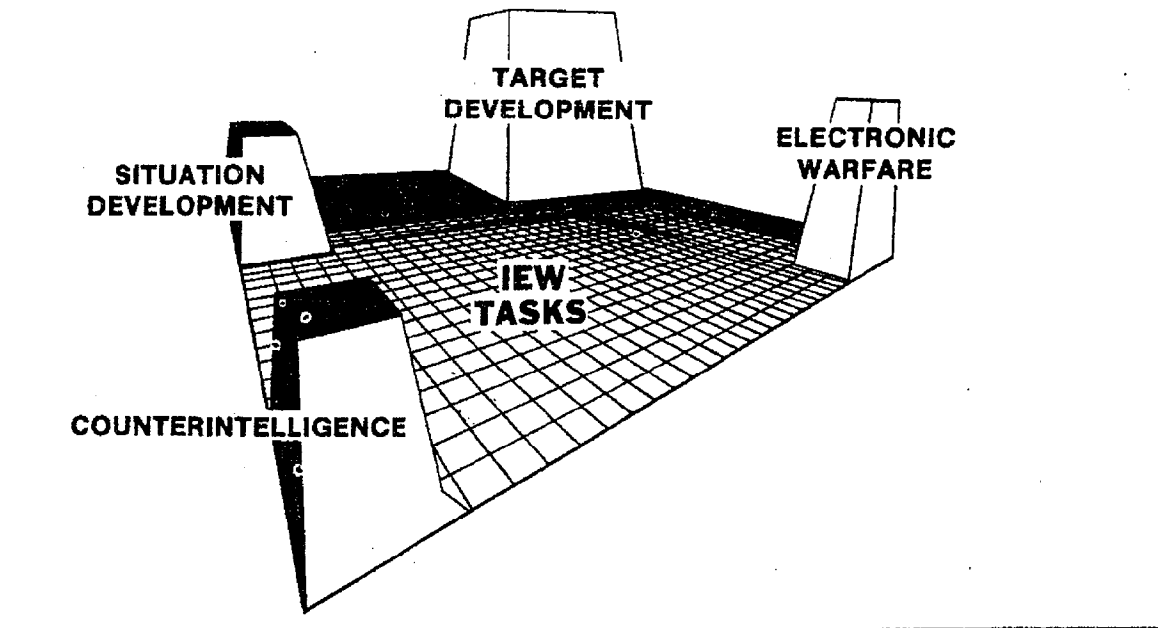 TARGET
DEVELOPMENT
ELECTRONIC
WARFARE
SITUATION
DEVELOPMENT
IEW
TASKS
COUNTERINTELLIGENCE